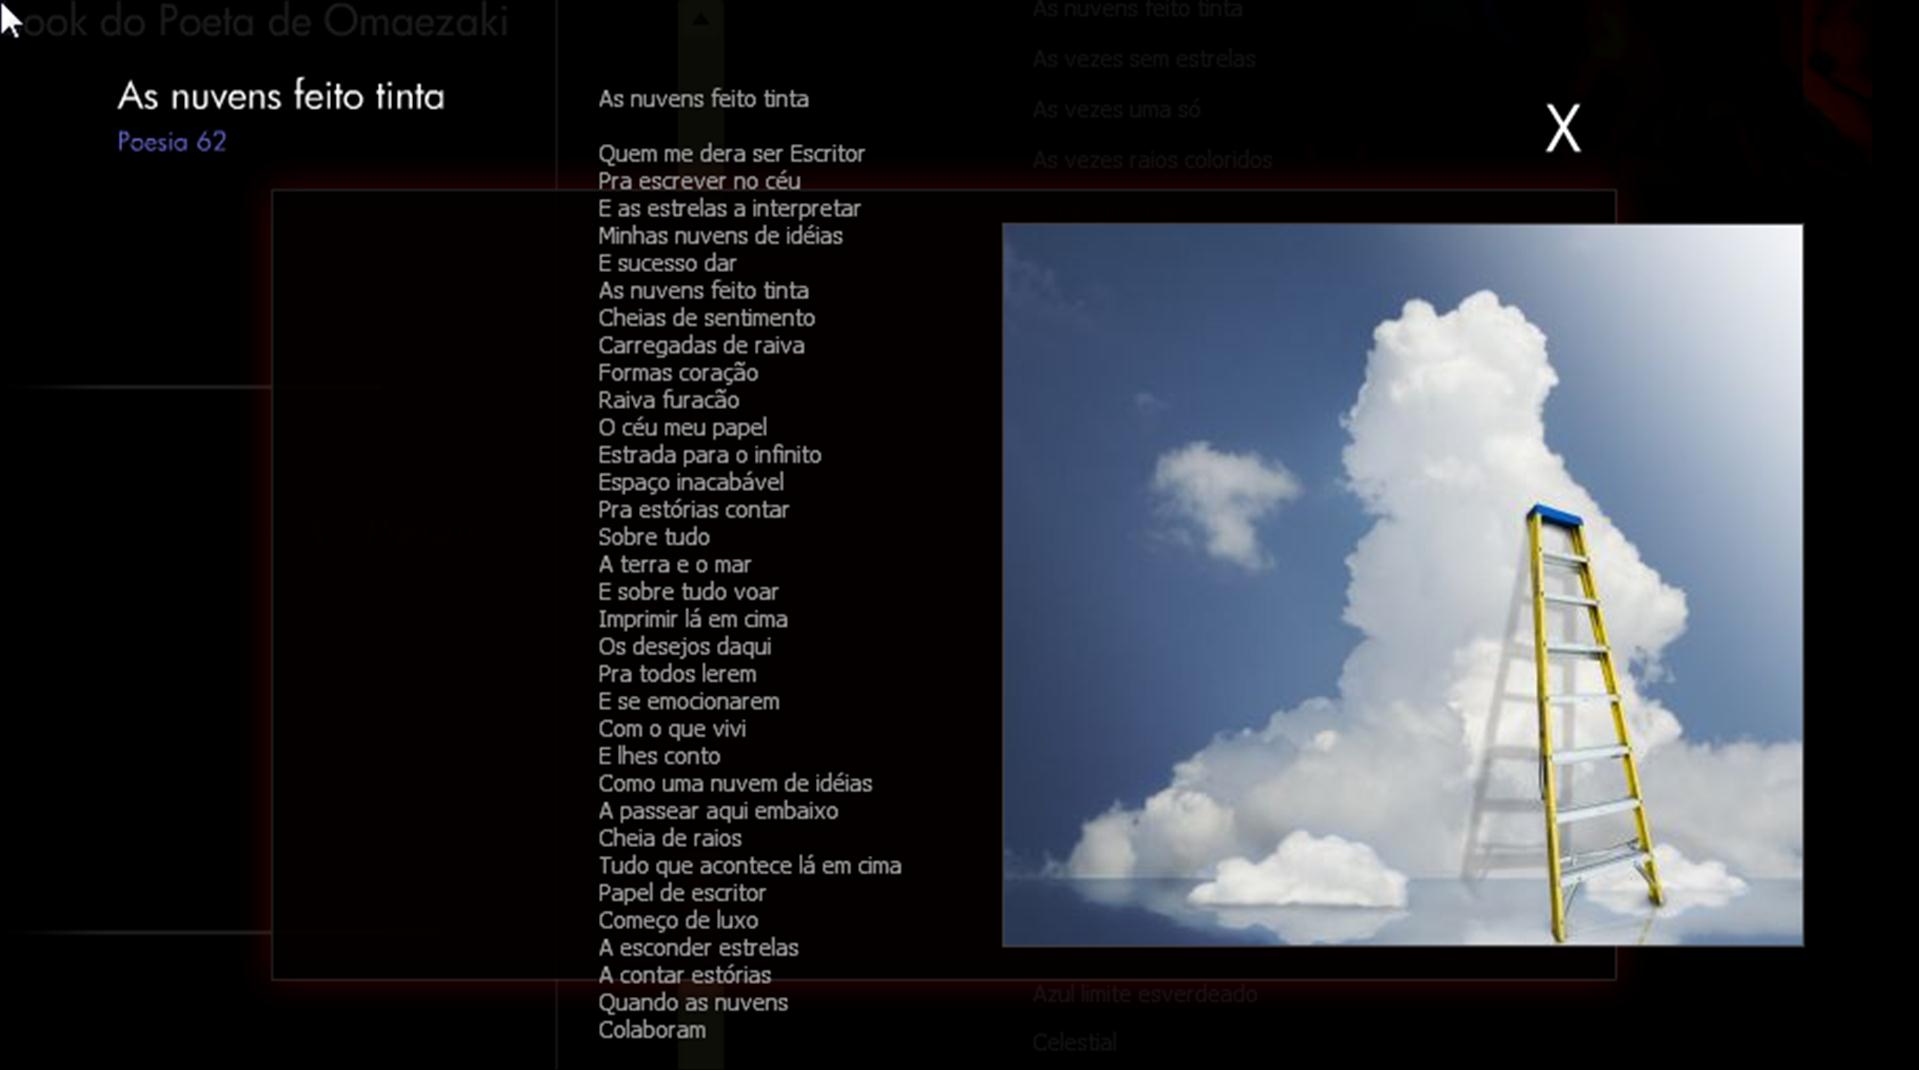 ook do Poeta de Omaezaki
As nuvens feito tinta
Poesia 62
As nuvens feito tinta
Quem me dera ser Escritor
Pra escrever no céu
E as estrelas a interpretar
Minhas nuvens de idéias
E sucesso dar
As nuvens feito tinta
Cheias de sentimento
Carregadas de raiva
Formas coração
Raiva furacão
O céu meu papel
Estrada para o infinito
Espaço inacabável
Pra estórias contar
Sobre tudo
A terra e o mar
E sobre tudo voar
Imprimir lá em cima
Os desejos daqui
Pra todos lerem
E se emocionarem
Com o que vivi
E lhes conto
Como uma nuvem de idéias
A passear aqui embaixo
Cheia de raios
Tudo que acontece lá em cima
Papel de escritor
Começo de luxo
A esconder estrelas
A contar estórias
Quando as nuvens
Colaboram
As nuvens feito tinta
As vezes sem estrelas
As vezes uma só
As vezes raios coloridos
X
Azul limite esverdeado
Celestial